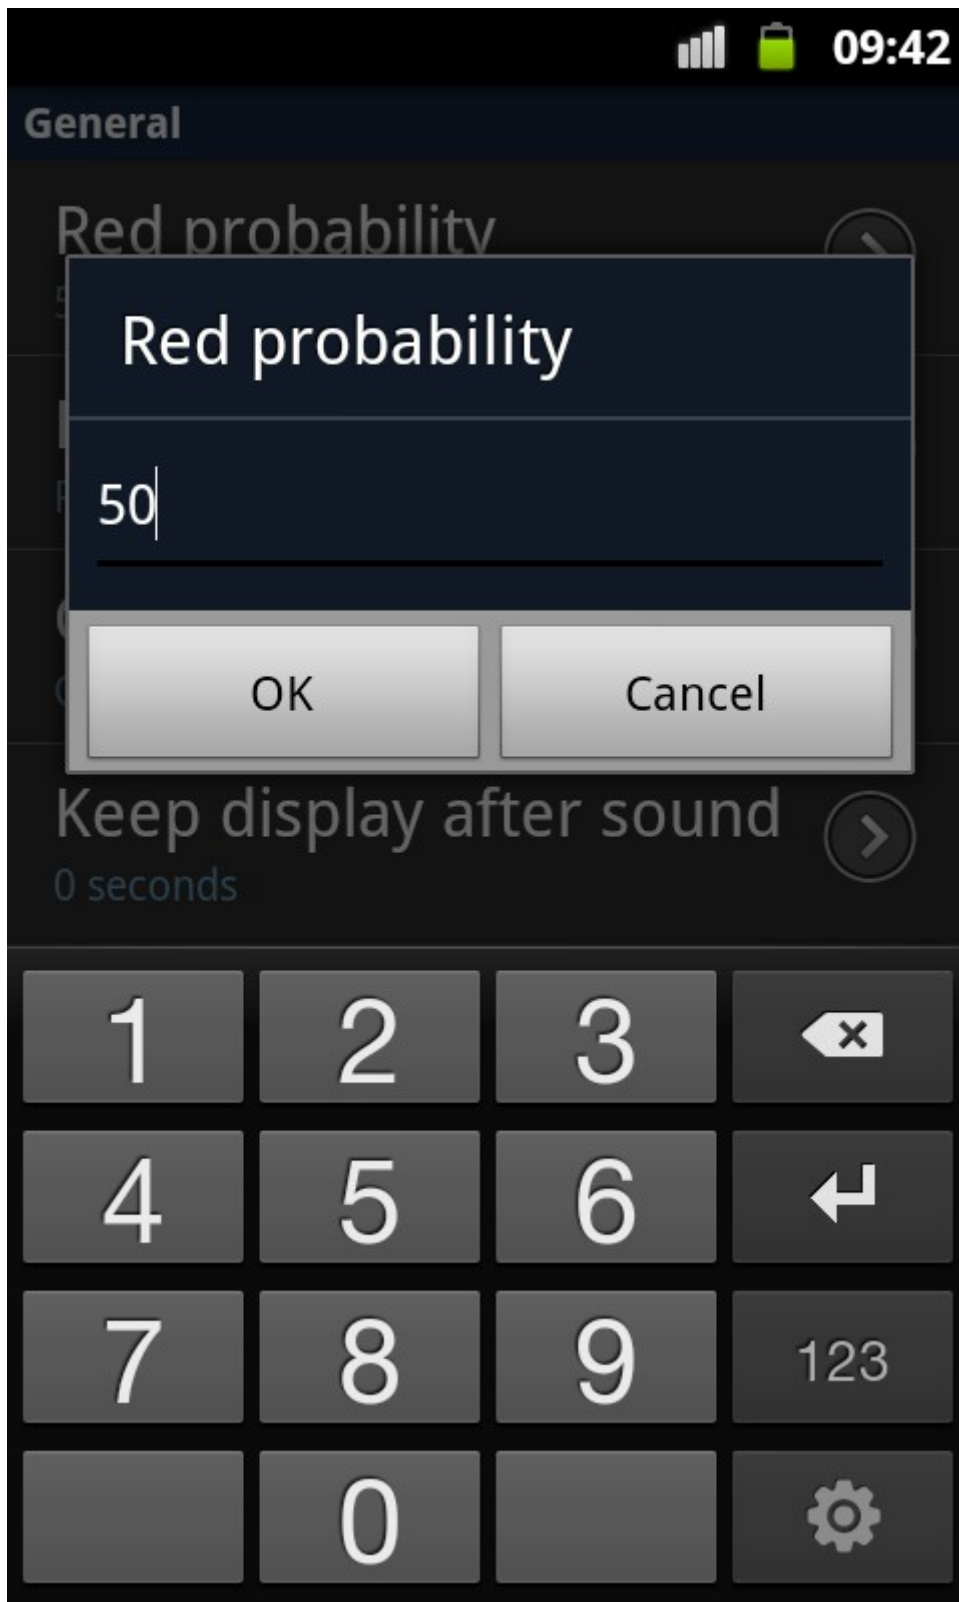 09:42
General
Red probability
Red probability
50
OK Cancel
Keep display after sound
0 seconds
1 2 3
4 5 6
7 8 9 123
0